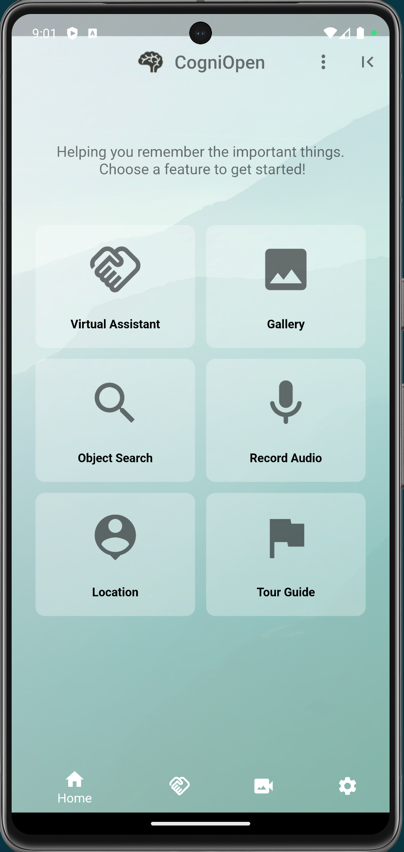 9:01
CogniOpen
Helping you remember the important things.
Choose a feature to get started!
Virtual Assistant
Gallery
Object Search
Record Audio
Location
Tour Guide
Home